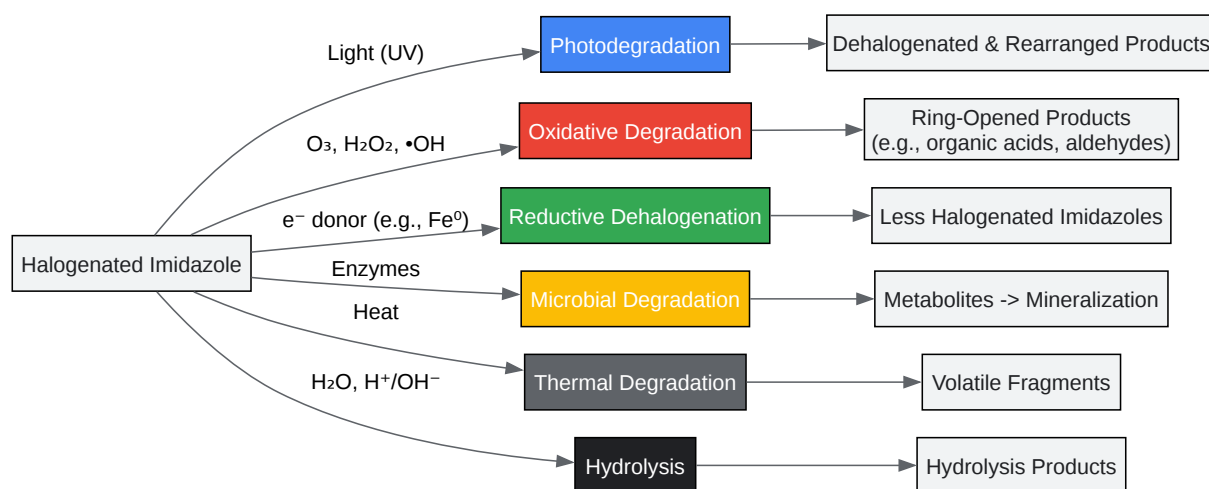 Light (UV)
Photodegradation
Dehalogenated & Rearranged Products
O₃, H₂O₂, •OH
Oxidative Degradation
Ring-Opened Products
(e.g., organic acids, aldehydes)
e⁻ donor (e.g., Fe⁰)
Reductive Dehalogenation
Less Halogenated Imidazoles
Halogenated Imidazole
Enzymes
Microbial Degradation
Metabolites -> Mineralization
Heat
Thermal Degradation
Volatile Fragments
H₂O, H⁺/OH⁻
Hydrolysis
Hydrolysis Products